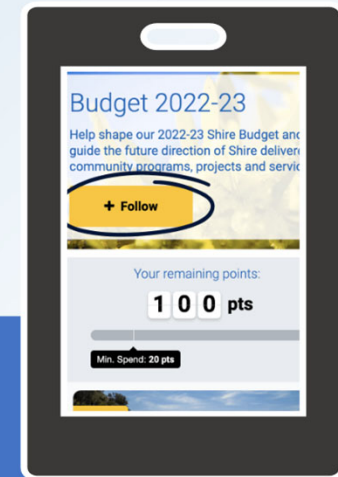 Budget 2022-23
Help shape our 2022-23 Shire Budget and
guide the future direction of Shire deliver
community programs, projects and servic
+ Follow
Your remaining points:
1 0 0 pts
Min. Spend: 20 pts